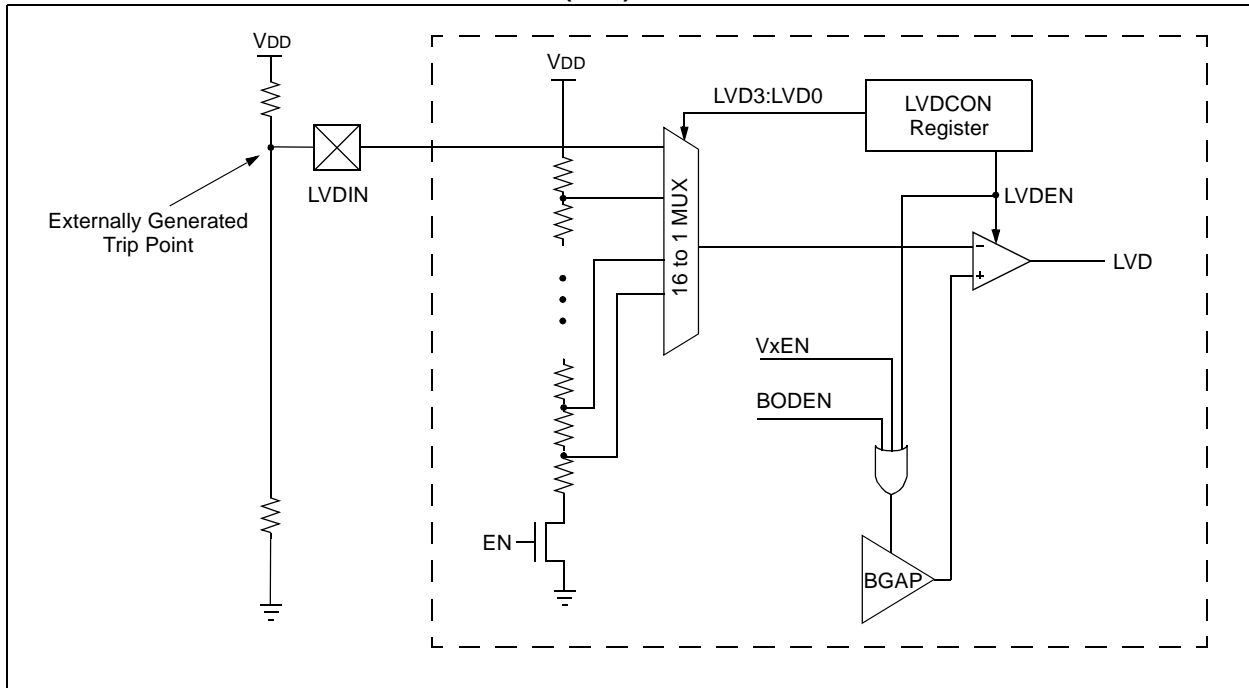 VDD
VDD
LVD3:LVD0
LVDCON
Register
LVDIN
Externally Generated
Trip Point
16 to 1 MUX
LVDEN
–
+
LVD
VxEN
BODEN
EN
BGAP